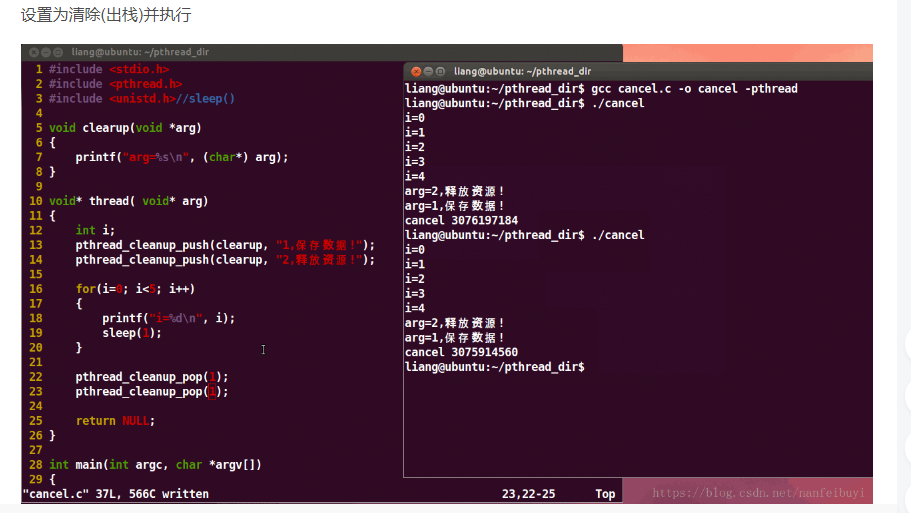 设置为清除(出栈)并执行
liang@ubuntu: ~/pthread_dir
1 #include <stdio.h>
2 #include <pthread.h>
3 #include <unistd.h>//sleep()
4
5 void clearup(void *arg)
6 {
7     printf("arg=%s\n", (char*) arg);
8 }
9
10 void* thread( void* arg)
11 {
12     int i;
13     pthread_cleanup_push(clearup, "1,保存数据!");
14     pthread_cleanup_push(clearup, "2,释放资源!");
15
16     for(i=0; i<5; i++)
17     {
18         printf("i=%d\n", i);
19         sleep(1);
20     }
21
22     pthread_cleanup_pop(1);
23     pthread_cleanup_pop(1);
24
25     return NULL;
26 }
27
28 int main(int argc, char *argv[])
29 {
"cancel.c" 37L, 566C written 23,22-25 Top
liang@ubuntu: ~/pthread_dir
liang@ubuntu:~/pthread_dir$ gcc cancel.c -o cancel -pthread
liang@ubuntu:~/pthread_dir$ ./cancel
i=0
i=1
i=2
i=3
i=4
arg=2,释放资源!
arg=1,保存数据!
cancel 3076197184
liang@ubuntu:~/pthread_dir$ ./cancel
i=0
i=1
i=2
i=3
i=4
arg=2,释放资源!
arg=1,保存数据!
cancel 3075914560
liang@ubuntu:~/pthread_dir$
https://blog.csdn.net/nanfeibuyi